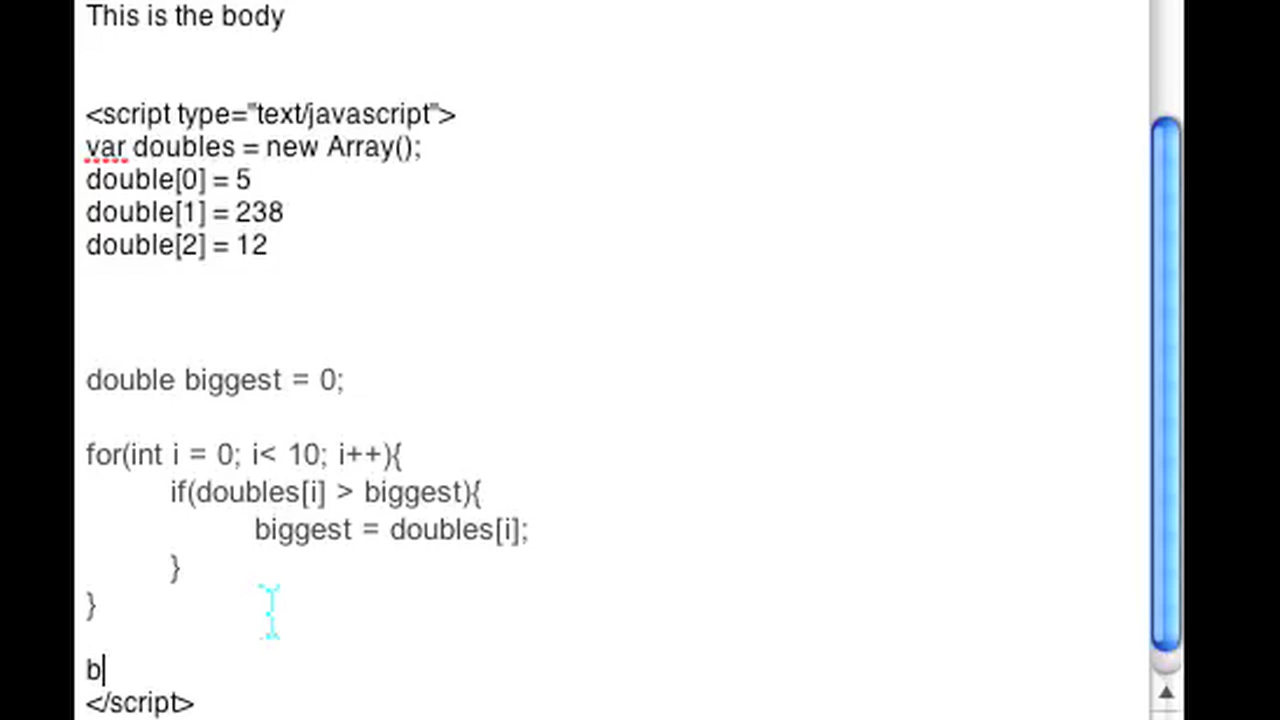 This is the body
<script type="text/javascript">
var doubles = new Array();
double[0] = 5
double[1] = 238
double[2] = 12
double biggest = 0;
for(int i = 0; i< 10; i++){
if(doubles[i] > biggest){
biggest = doubles[i];
}
}
b
</script>